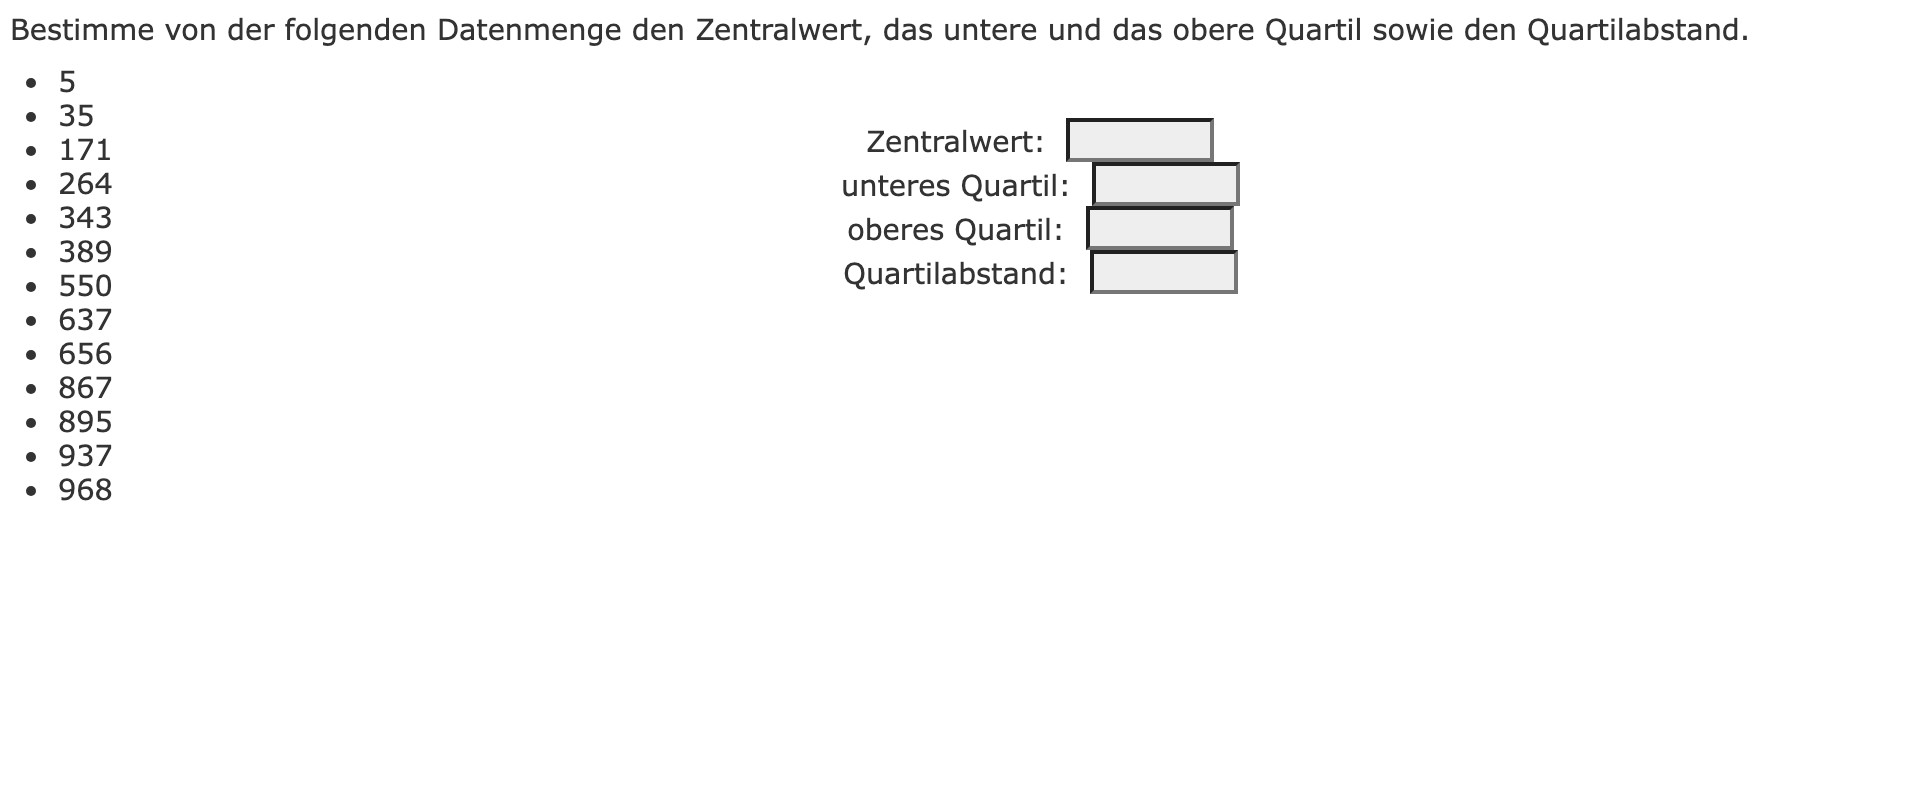 Bestimme von der folgenden Datenmenge den Zentralwert, das untere und das obere Quartil sowie den Quartilabstand.
• 5
• 35
• 171
• 264
• 343
• 389
• 550
• 637
• 656
• 867
• 895
• 937
• 968
Zentralwert:
unteres Quartil:
oberes Quartil:
Quartilabstand: